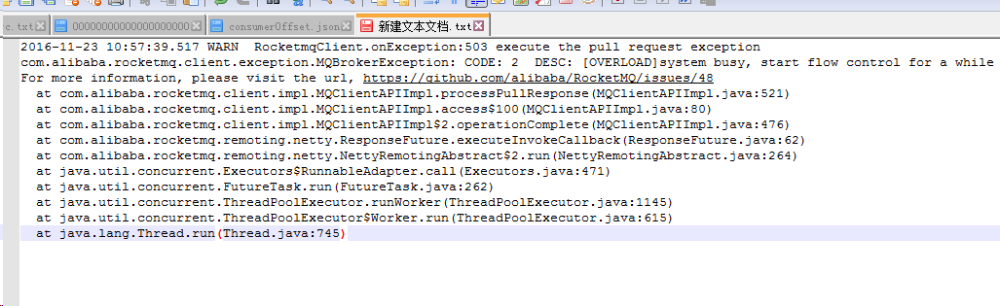 c.txt
00000000000000000000
consumerOffset.json
新建文本文档.txt
2016-11-23 10:57:39.517 WARN  RocketmqClient.onException:503 execute the pull request exception
com.alibaba.rocketmq.client.exception.MQBrokerException: CODE: 2  DESC: [OVERLOAD]system busy, start flow control for a while
For more information, please visit the url, https://github.com/alibaba/RocketMQ/issues/48
  at com.alibaba.rocketmq.client.impl.MQClientAPIImpl.processPullResponse(MQClientAPIImpl.java:521)
  at com.alibaba.rocketmq.client.impl.MQClientAPIImpl.access$100(MQClientAPIImpl.java:80)
  at com.alibaba.rocketmq.client.impl.MQClientAPIImpl$2.operationComplete(MQClientAPIImpl.java:476)
  at com.alibaba.rocketmq.remoting.netty.ResponseFuture.executeInvokeCallback(ResponseFuture.java:62)
  at com.alibaba.rocketmq.remoting.netty.NettyRemotingAbstract$2.run(NettyRemotingAbstract.java:264)
  at java.util.concurrent.Executors$RunnableAdapter.call(Executors.java:471)
  at java.util.concurrent.FutureTask.run(FutureTask.java:262)
  at java.util.concurrent.ThreadPoolExecutor.runWorker(ThreadPoolExecutor.java:1145)
  at java.util.concurrent.ThreadPoolExecutor$Worker.run(ThreadPoolExecutor.java:615)
  at java.lang.Thread.run(Thread.java:745)